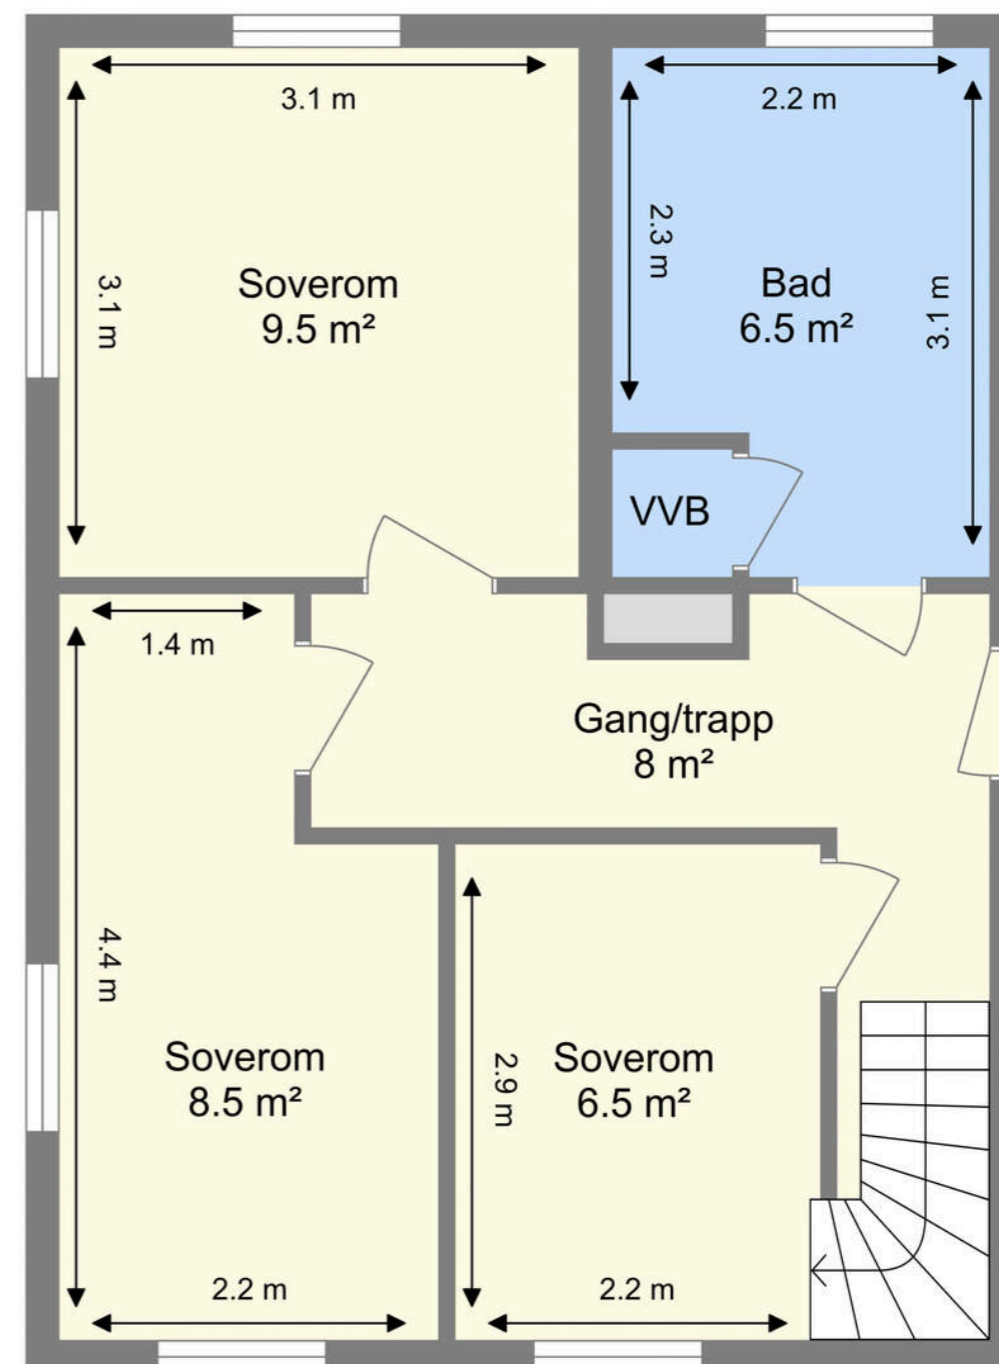 3.1 m
2.2 m
3.1 m
Soverom
9.5 m²
2.3 m
Bad
6.5 m²
3.1 m
VVB
1.4 m
Gang/trapp
8 m²
4.4 m
Soverom
8.5 m²
2.9 m
Soverom
6.5 m²
2.2 m
2.2 m